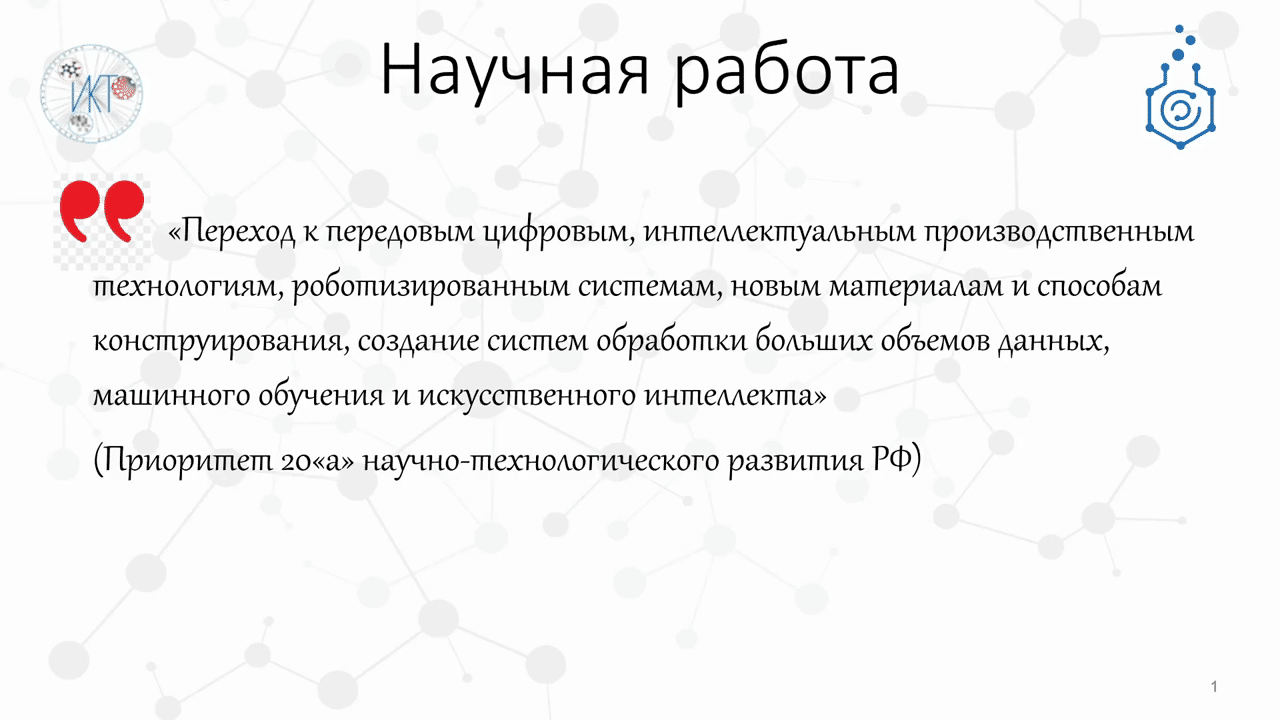 Научная работа
ИКТ
«Переход к передовым цифровым, интеллектуальным производственным
технологиям, роботизированным системам, новым материалам и способам
конструирования, создание систем обработки больших объемов данных,
машинного обучения и искусственного интеллекта»
(Приоритет 20«а» научно-технологического развития РФ)
1